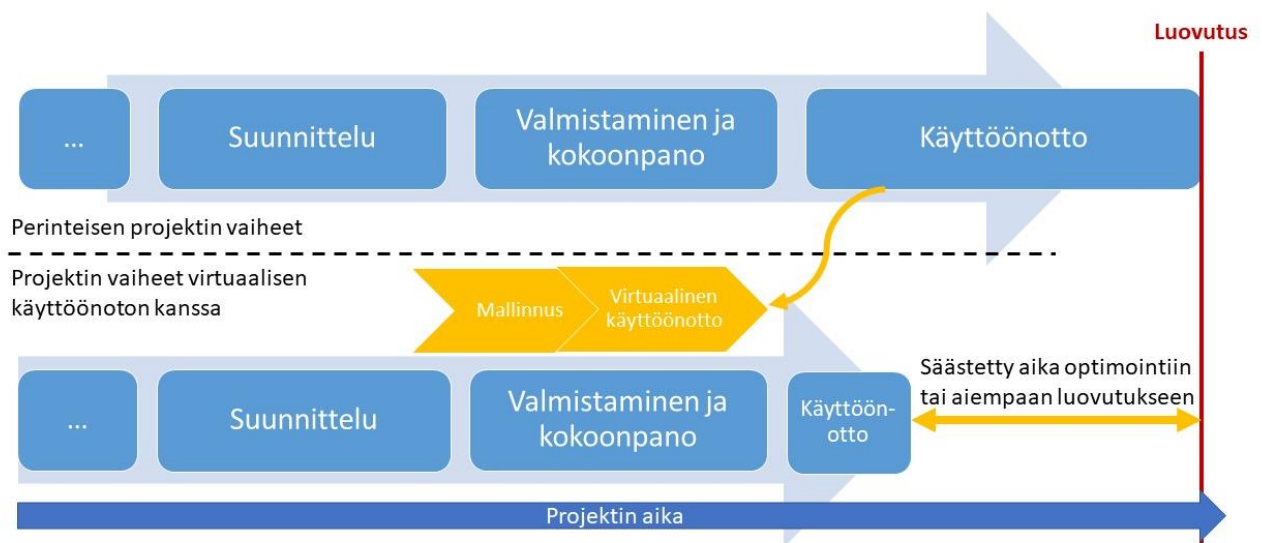 Luovutus
...
Suunnittelu
Valmistaminen ja
kokoonpano
Käyttöönotto
Perinteisen projektin vaiheet
Projektin vaiheet virtuaalisen
käyttöönoton kanssa
Mallinnus
Virtuaalinen
käyttöönotto
...
Suunnittelu
Valmistaminen ja
kokoonpano
Käyttöön-
otto
Säästetty aika optimointiin
tai aiempaan luovutukseen
Projektin aika